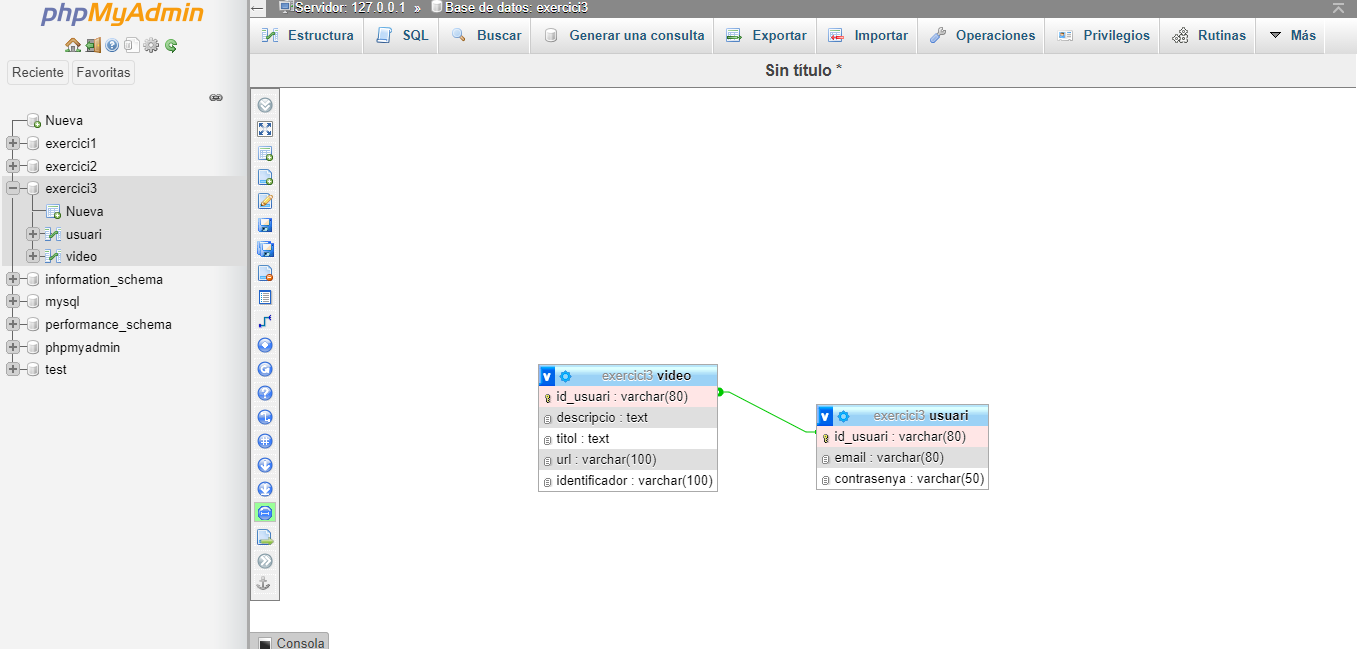 phpMyAdmin
Servidor: 127.0.0.1 » Base de datos: exercici3
Estructura SQL Buscar Generar una consulta Exportar Importar Operaciones Privilegios Rutinas Más
Reciente Favoritas
Sin título *
Nueva
exercici1
exercici2
exercici3
Nueva
usuari
video
information_schema
mysql
performance_schema
phpmyadmin
test
v exercici3 video
id_usuari : varchar(80)
descripcio : text
titol : text
url : varchar(100)
identificador : varchar(100)
v exercici3 usuari
id_usuari : varchar(80)
email : varchar(80)
contrasenya : varchar(50)
Consola